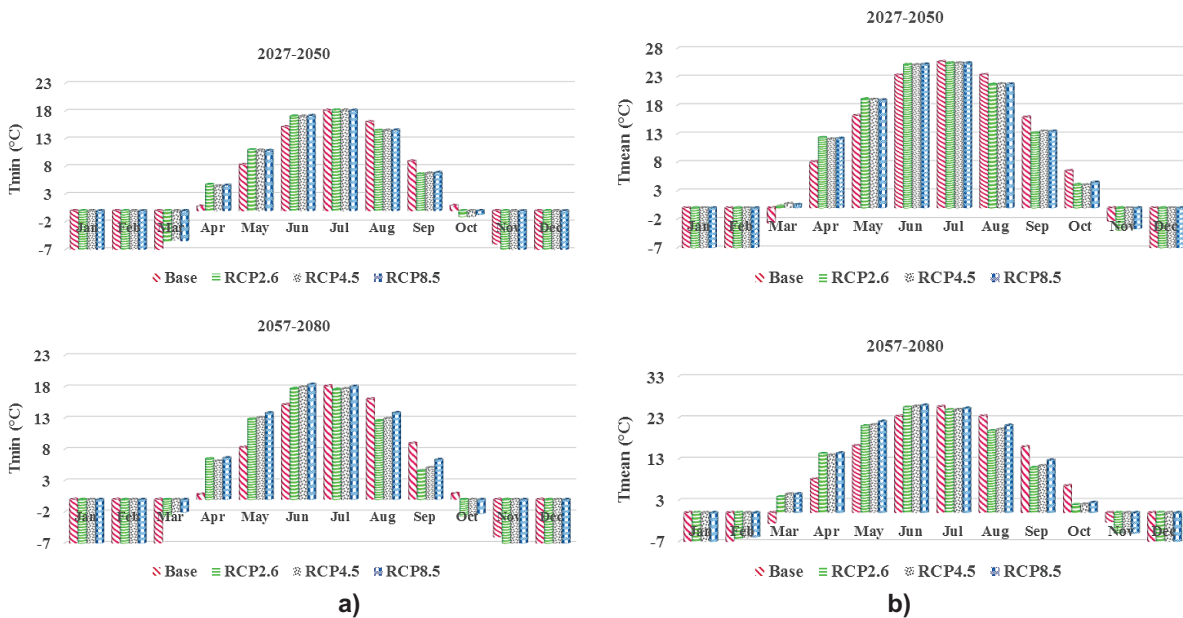 2027-2050
Tmin (°C)
23
18
13
8
3
-2
-7
Jan Feb Mar Apr May Jun Jul Aug Sep Oct Nov Dec
Base RCP2.6 RCP4.5 RCP8.5
2057-2080
Tmin (°C)
23
18
13
8
3
-2
-7
Jan Feb Mar Apr May Jun Jul Aug Sep Oct Nov Dec
Base RCP2.6 RCP4.5 RCP8.5
a)
2027-2050
Tmean (°C)
28
23
18
13
8
3
-2
-7
Jan Feb Mar Apr May Jun Jul Aug Sep Oct Nov Dec
Base RCP2.6 RCP4.5 RCP8.5
2057-2080
Tmean (°C)
33
23
13
3
-7
Jan Feb Mar Apr May Jun Jul Aug Sep Oct Nov Dec
Base RCP2.6 RCP4.5 RCP8.5
b)